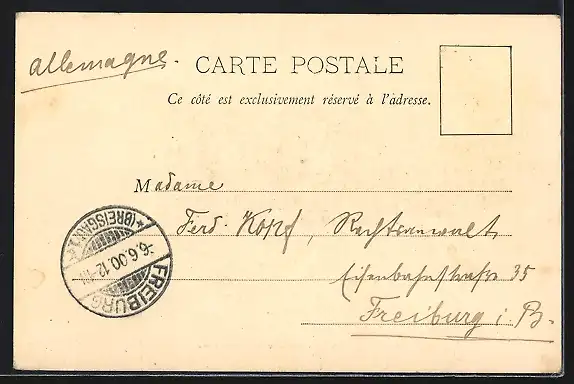 Allemagne.
CARTE POSTALE
Ce côté est exclusivement réservé à l'adresse.
Madame
Ferd. Kopf, Rechtsanwalt
Eisenbahnstraße 35
Freiburg i. B.
FREIBURG
-6.6.00.12-1N.
* (BREISGAU) 1. *